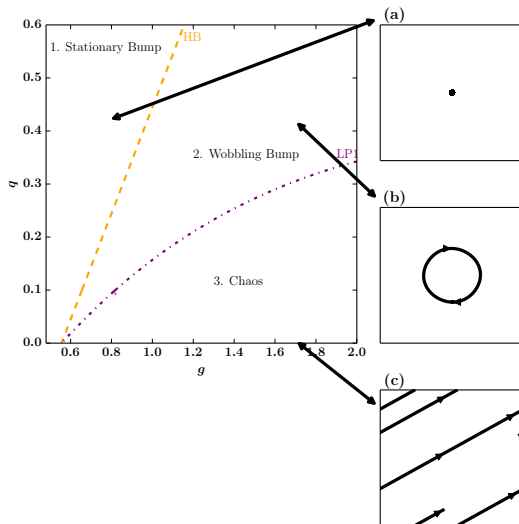 (a)
0.6
HB
1. Stationary Bump
0.5
0.4
q
2. Wobbling Bump
LP1
0.3
(b)
0.2
3. Chaos
0.1
0.0
0.6 0.8 1.0 1.2 1.4 1.6 1.8 2.0
g
(c)